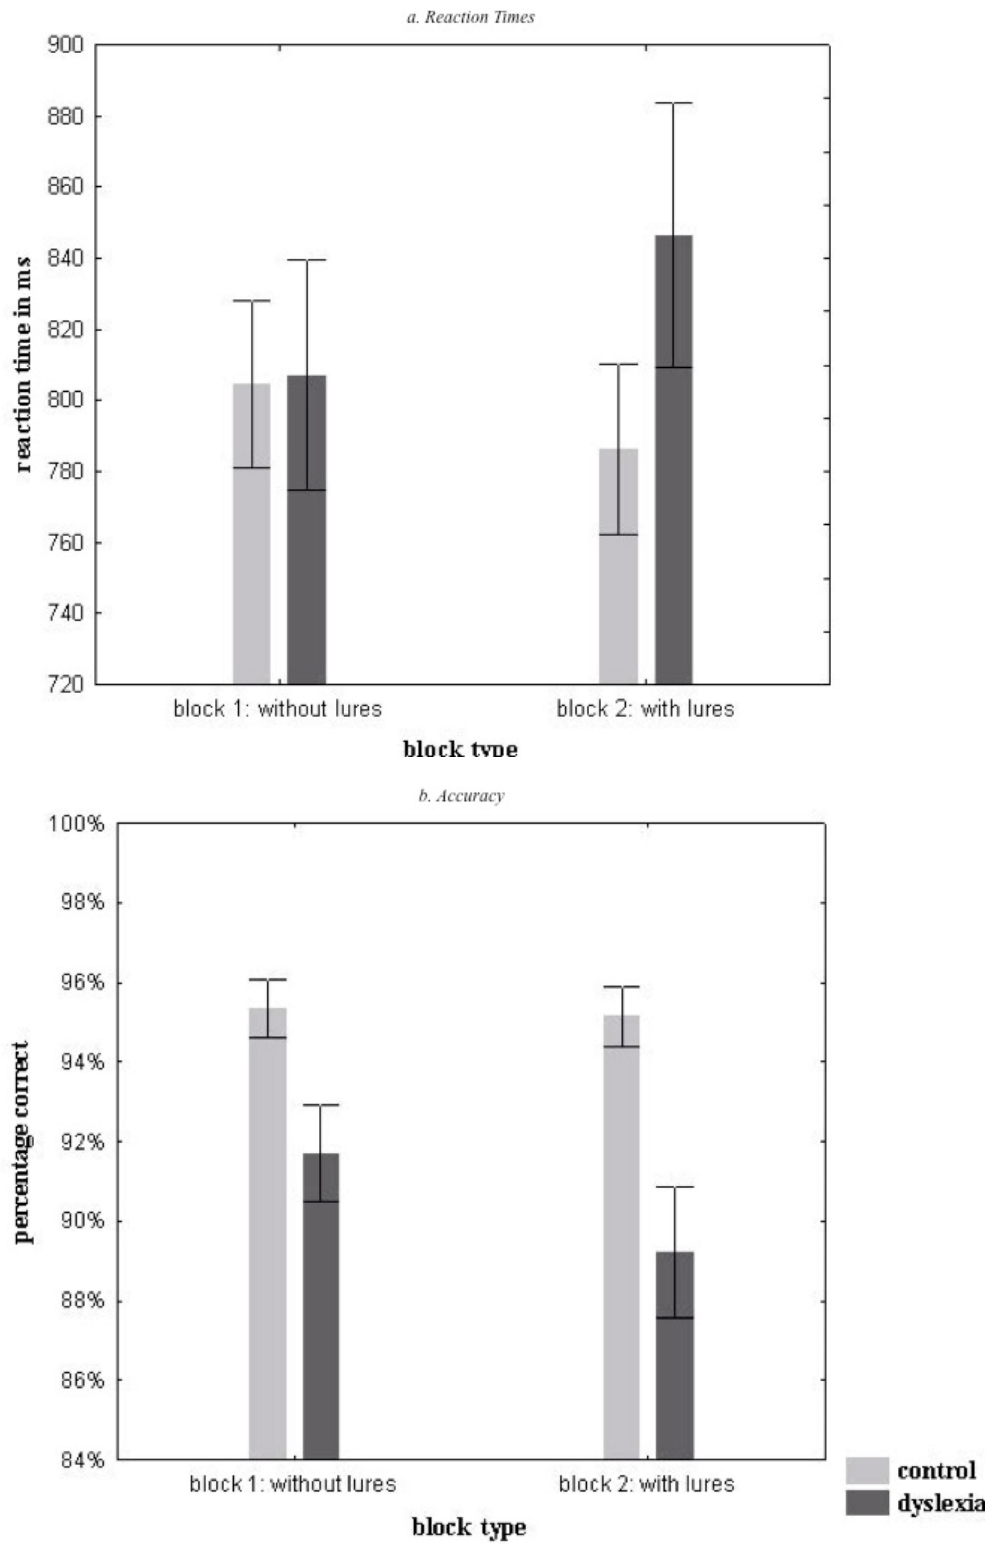 a. Reaction Times
900
880
860
840
820
800
780
760
740
720
reaction time in ms
block 1: without lures
block 2: with lures
block type
b. Accuracy
100%
98%
96%
94%
92%
90%
88%
86%
84%
percentage correct
block 1: without lures
block 2: with lures
block type
control
dyslexia